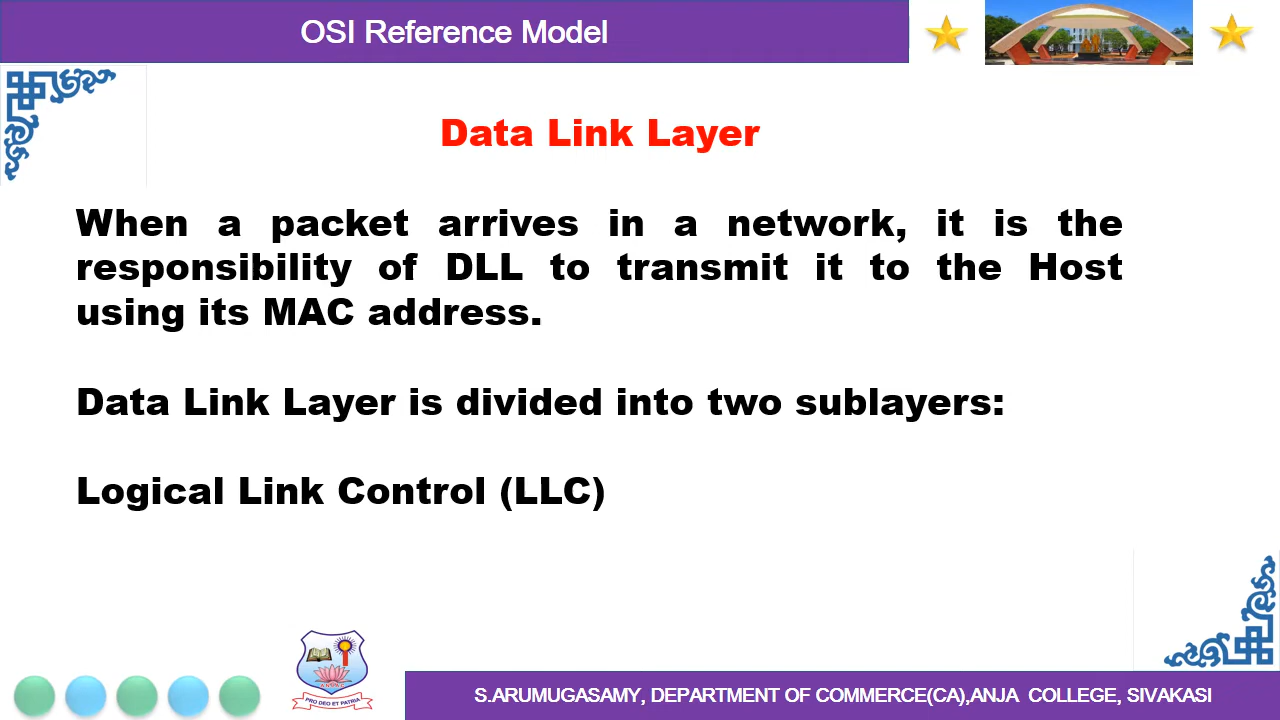 OSI Reference Model
Data Link Layer
When a packet arrives in a network, it is the
responsibility of DLL to transmit it to the Host
using its MAC address.
Data Link Layer is divided into two sublayers:
Logical Link Control (LLC)
PRO DEO ET PATRIA
S.ARUMUGASAMY, DEPARTMENT OF COMMERCE(CA),ANJA COLLEGE, SIVAKASI